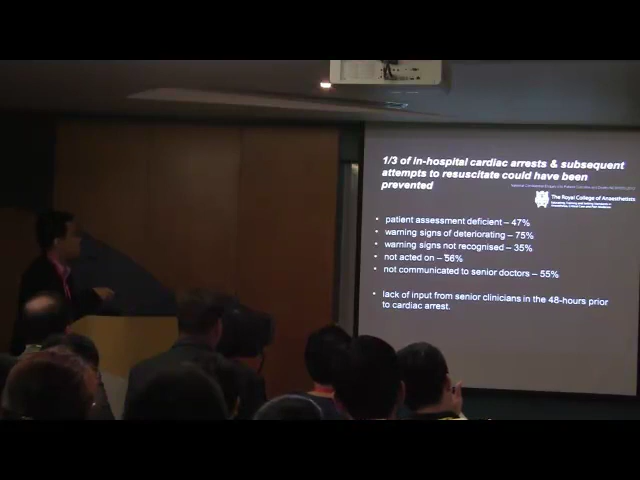 1/3 of in-hospital cardiac arrests & subsequent
attempts to resuscitate could have been
prevented
The Royal College of Anaesthetists
• patient assessment deficient – 47%
• warning signs of deteriorating – 75%
• warning signs not recognised – 35%
• not acted on – 56%
• not communicated to senior doctors – 55%
• lack of input from senior clinicians in the 48-hours prior
to cardiac arrest.